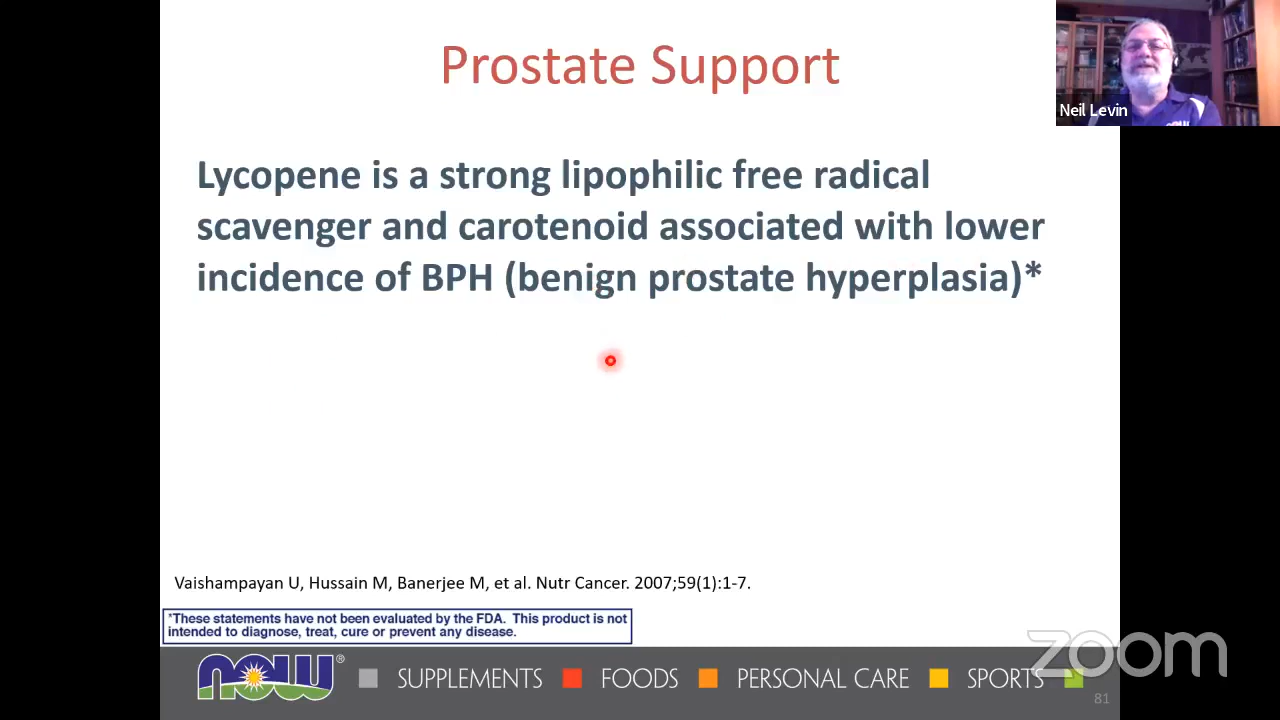 Prostate Support
Neil Levin
Lycopene is a strong lipophilic free radical
scavenger and carotenoid associated with lower
incidence of BPH (benign prostate hyperplasia)*
Vaishampayan U, Hussain M, Banerjee M, et al. Nutr Cancer. 2007;59(1):1-7.
*These statements have not been evaluated by the FDA. This product is not
intended to diagnose, treat, cure or prevent any disease.
NOW® SUPPLEMENTS FOODS PERSONAL CARE SPORTS
zoom
81